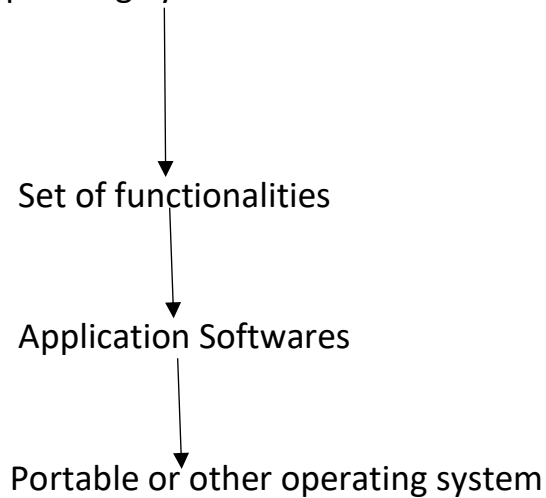 Set of functionalities
Application Softwares
Portable or other operating system